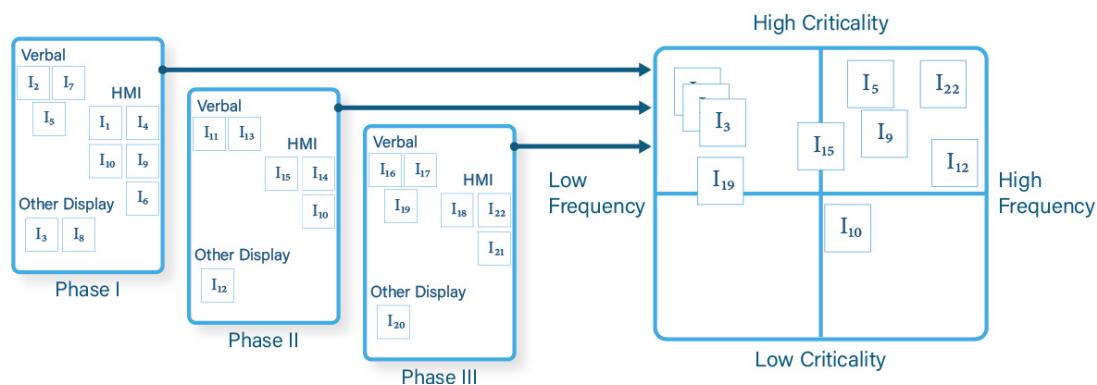 Verbal
I2 I7
I5
HMI
I1 I4
I10 I9
I6
Other Display
I3 I8
Phase I
Verbal
I11 I13
HMI
I15 I14
I10
Other Display
I12
Phase II
Verbal
I16 I17
I19
HMI
I18 I22
I21
Other Display
I20
Phase III
High Criticality
Low
Frequency
I3
I19
I15
I5
I22
I9
I12
I10
High
Frequency
Low Criticality